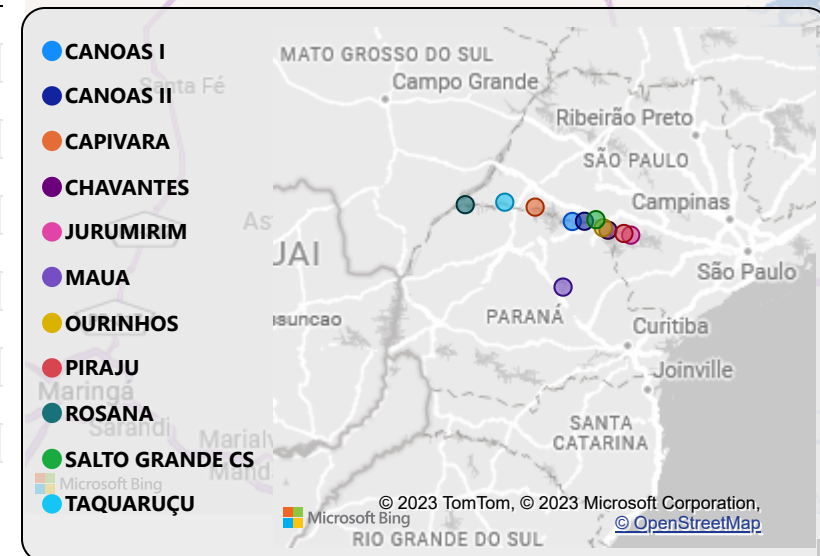 CANOAS I
CANOAS II
CAPIVARA
CHAVANTES
JURUMIRIM
MAUA
OURINHOS
PIRAJU
ROSANA
SALTO GRANDE CS
TAQUARUÇU
Santa Fé
Maringá
Sarandi
Microsoft Bing
MATO GROSSO DO SUL
Campo Grande
Ribeirão Preto
SÃO PAULO
Campinas
São Paulo
PARANÁ
Curitiba
Joinville
SANTA
CATARINA
© 2023 TomTom, © 2023 Microsoft Corporation,
Microsoft Bing
© OpenStreetMap
RIO GRANDE DO SUL